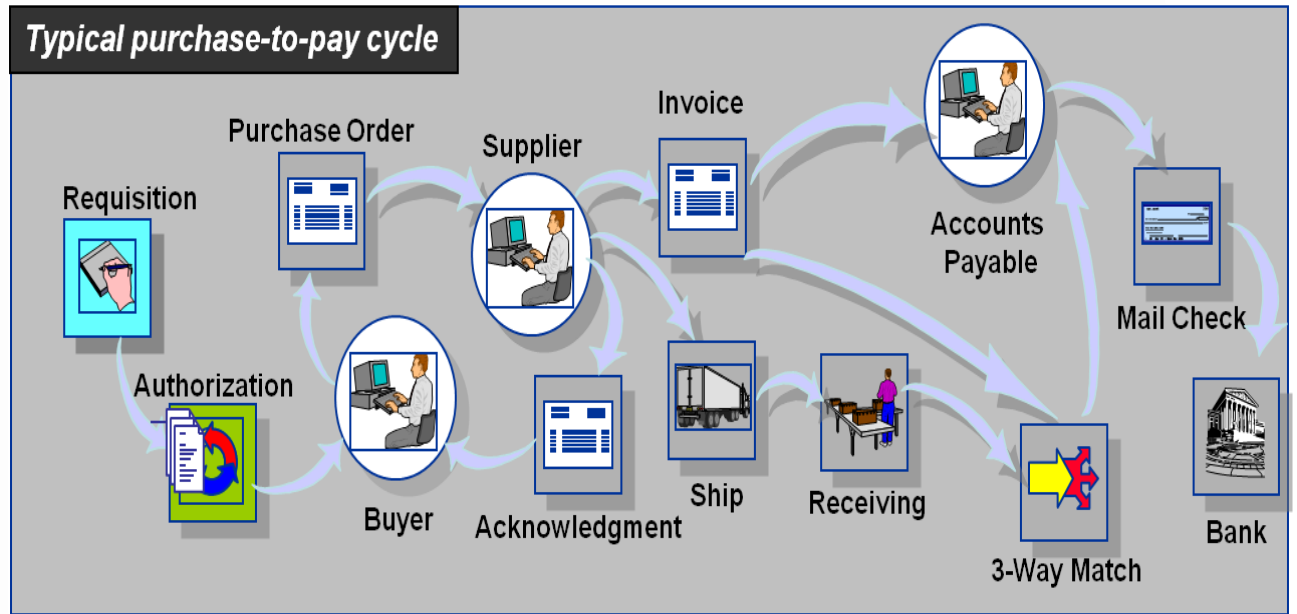 Typical purchase-to-pay cycle
Requisition
Authorization
Purchase Order
Buyer
Supplier
Acknowledgment
Invoice
Ship
Receiving
Accounts
Payable
3-Way Match
Mail Check
Bank